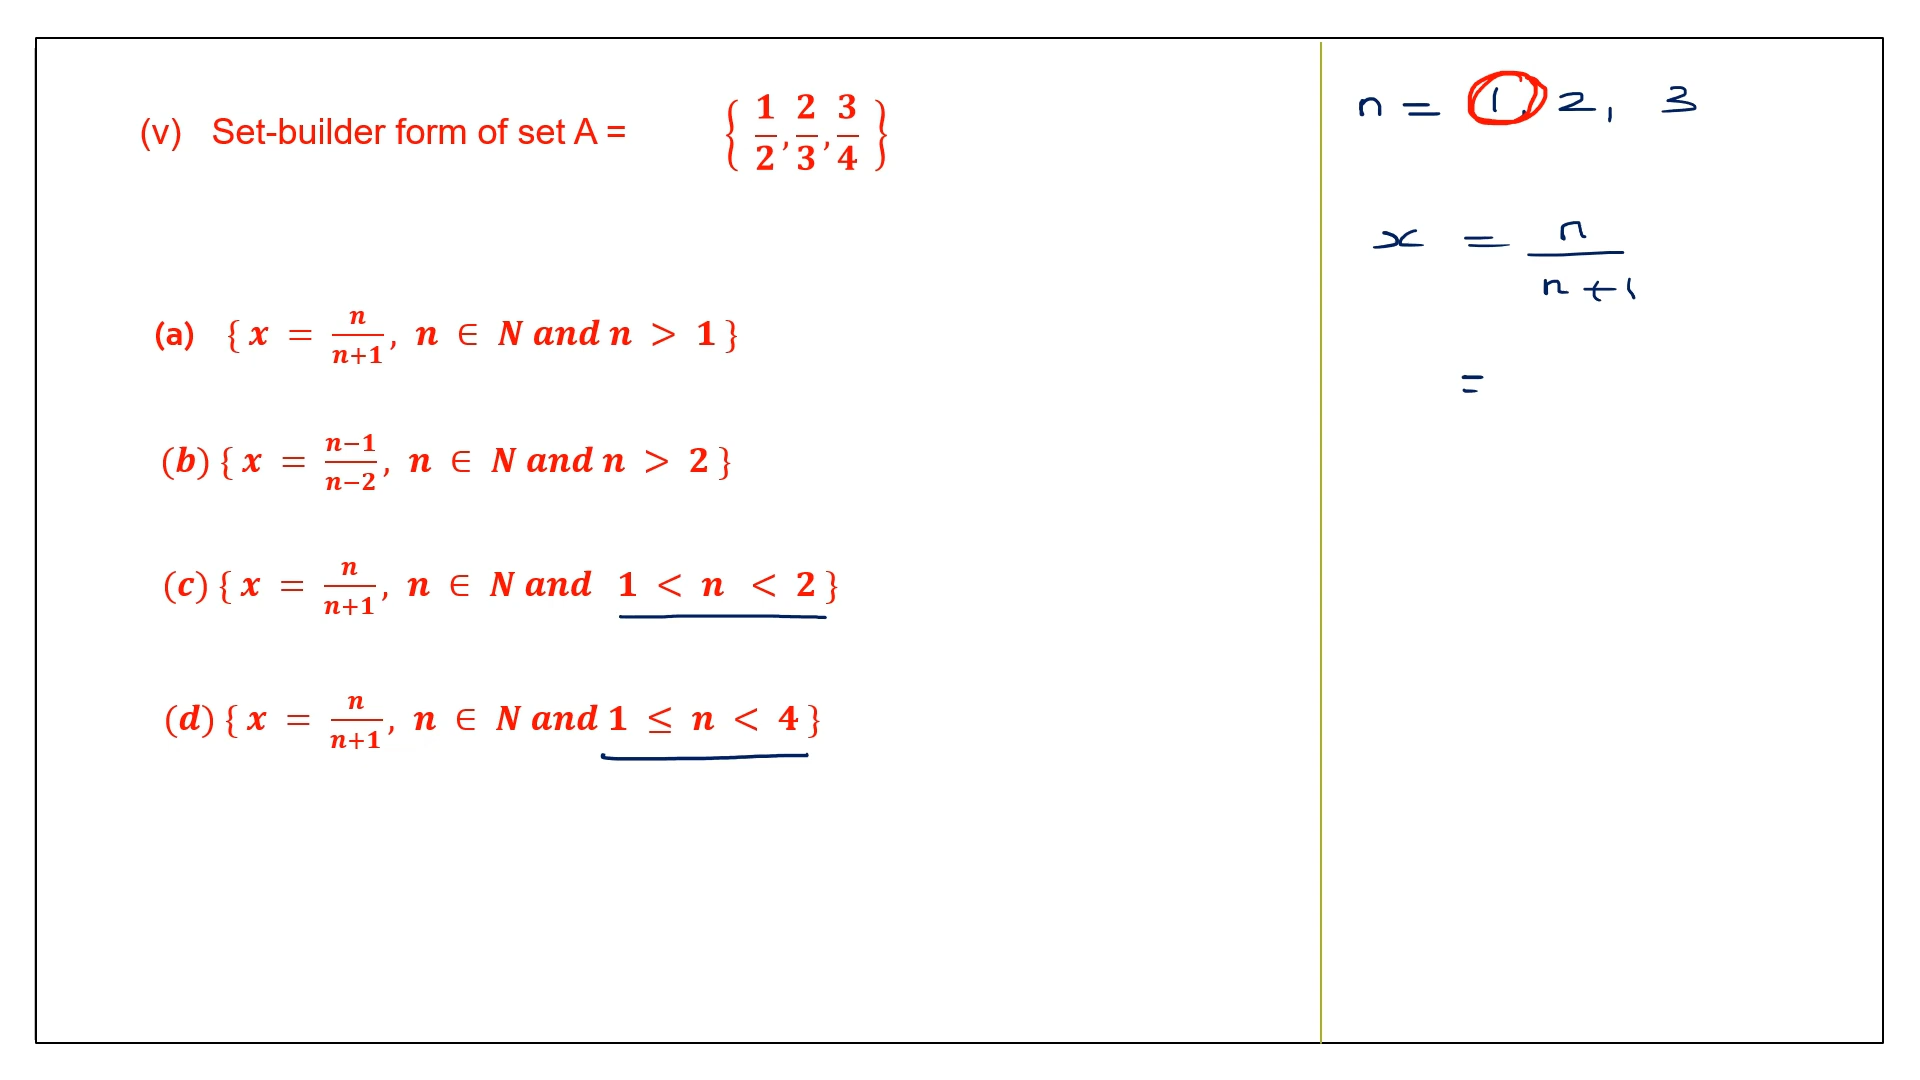 (v) Set-builder form of set A = { 1/2, 2/3, 3/4 }
(a) { x = n/n+1, n ∈ N and n > 1 }
(b) { x = n−1/n−2, n ∈ N and n > 2 }
(c) { x = n/n+1, n ∈ N and 1 < n < 2 }
(d) { x = n/n+1, n ∈ N and 1 ≤ n < 4 }
n = 1, 2, 3
x = n/n+1
=